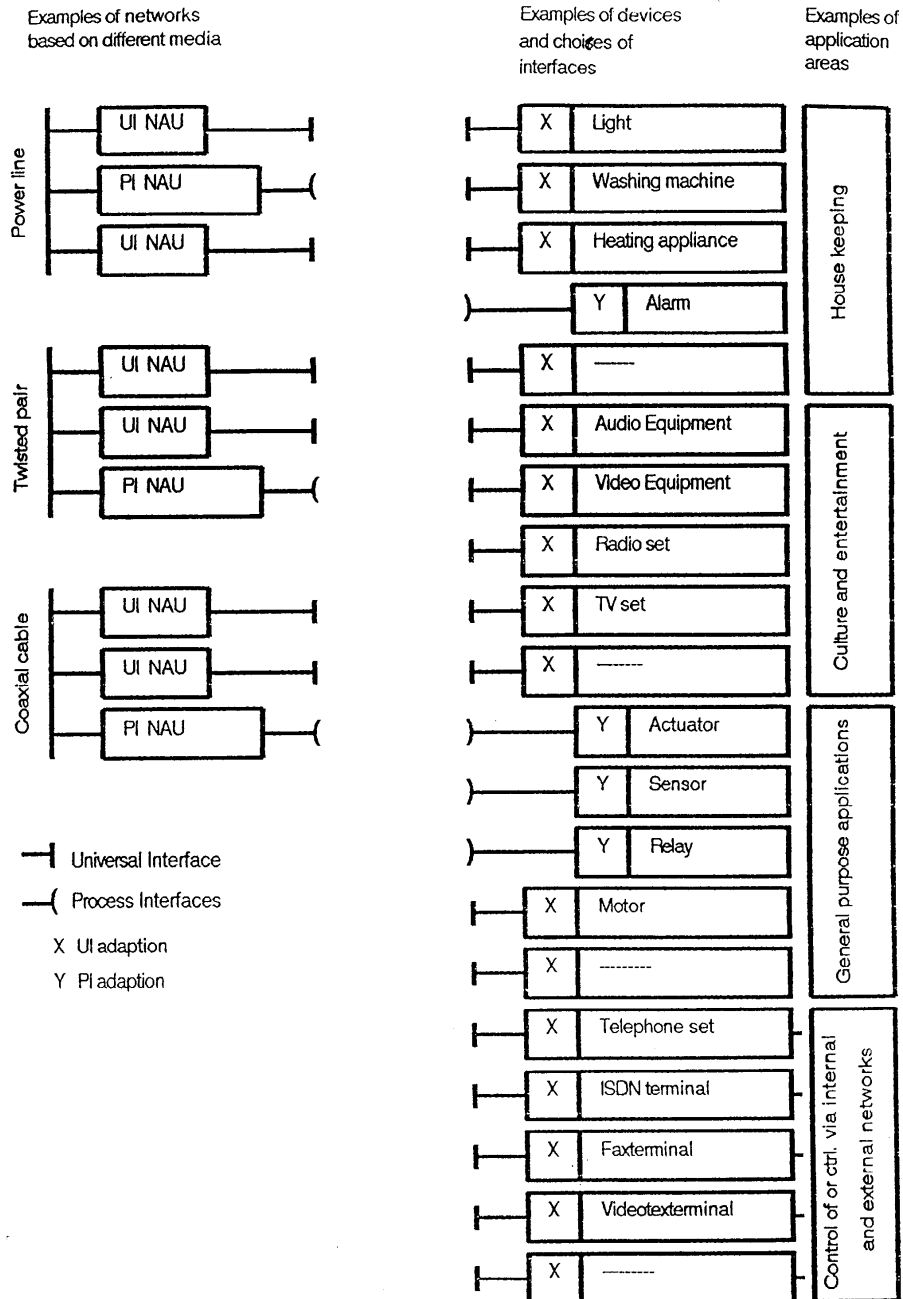 Examples of networks
based on different media
Examples of devices
and choises of
interfaces
Examples of
application
areas
Power line
UI NAU
PI NAU
UI NAU
Twisted pair
UI NAU
UI NAU
PI NAU
Coaxial cable
UI NAU
UI NAU
PI NAU
Universal Interface
Process Interfaces
X UI adaption
Y PI adaption
X Light
X Washing machine
X Heating appliance
Y Alarm
X -----
X Audio Equipment
X Video Equipment
X Radio set
X TV set
X --------
Y Actuator
Y Sensor
Y Relay
X Motor
X ---------
X Telephone set
X ISDN terminal
X Faxterminal
X Videotexterminal
X ---------
House keeping
Culture and entertainment
General purpose applications
Control of or ctrl. via internal
and external networks